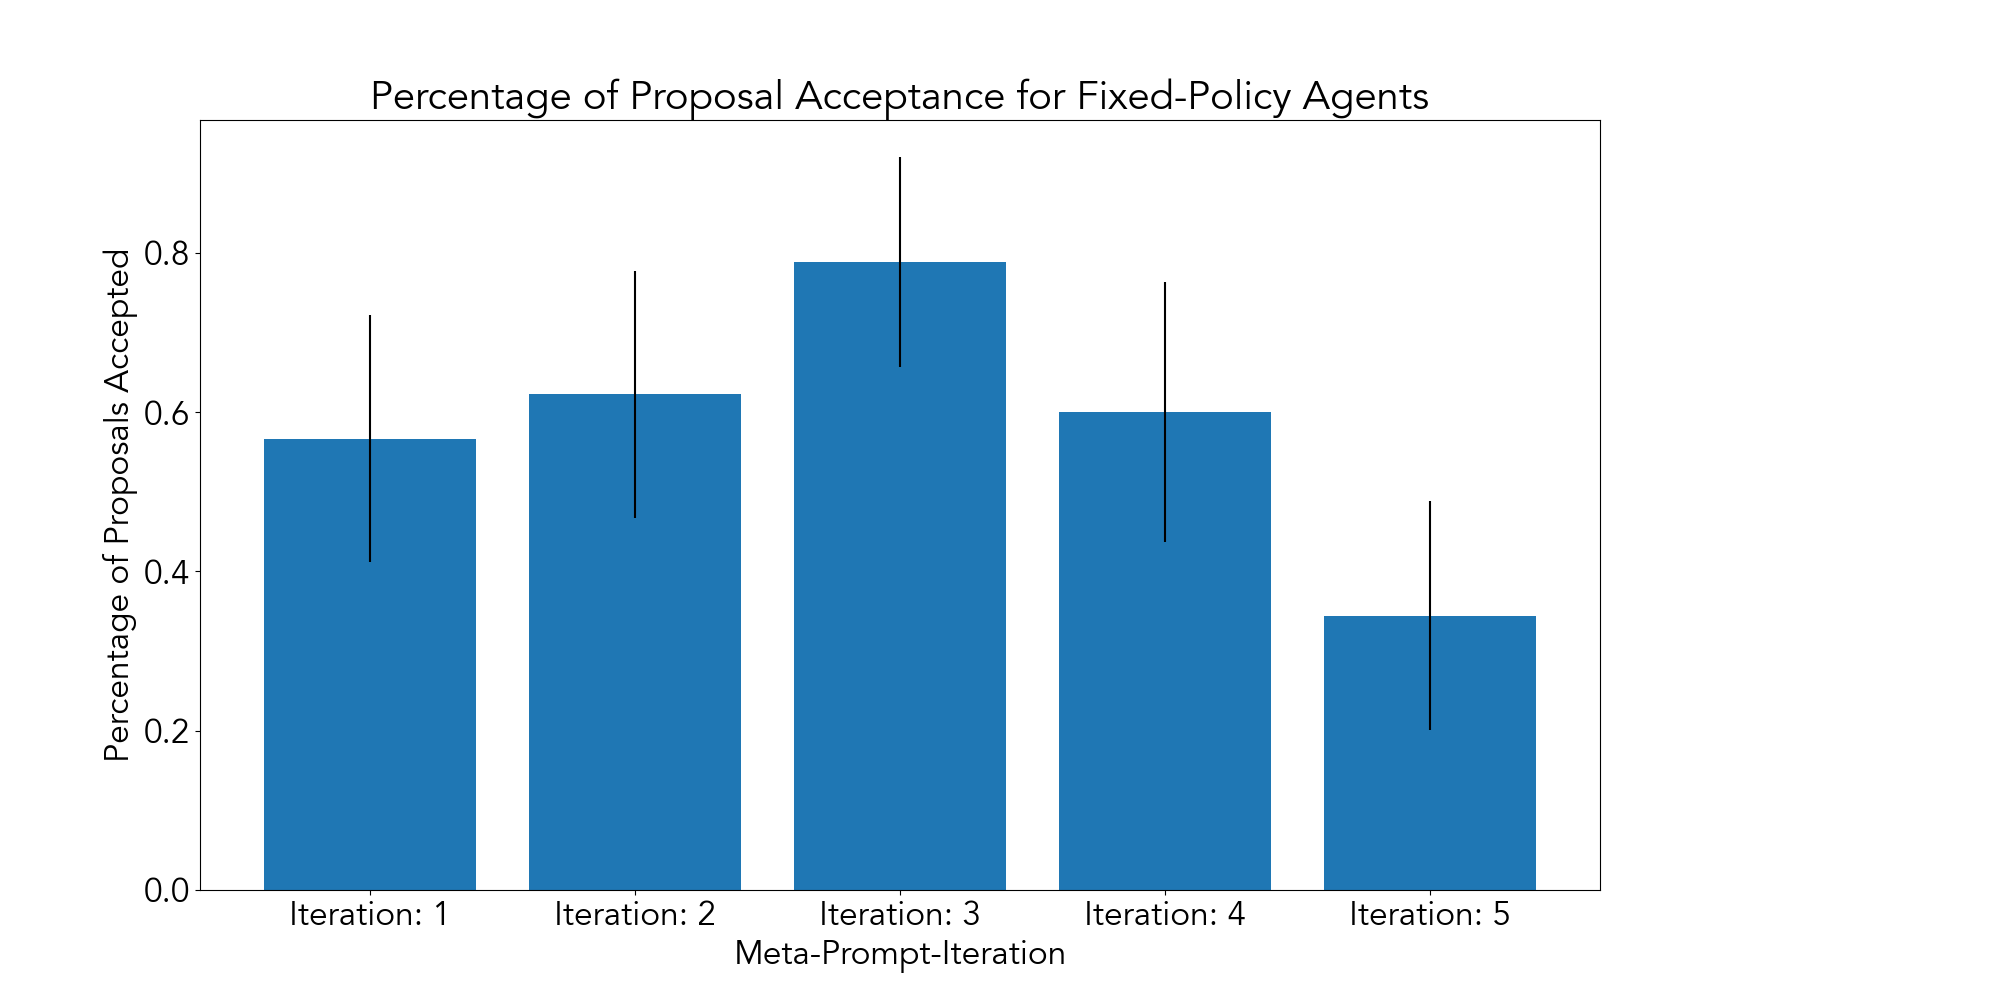 Percentage of Proposal Acceptance for Fixed-Policy Agents
Percentage of Proposals Accepted
0.8
0.6
0.4
0.2
0.0
Iteration: 1
Iteration: 2
Iteration: 3
Iteration: 4
Iteration: 5
Meta-Prompt-Iteration